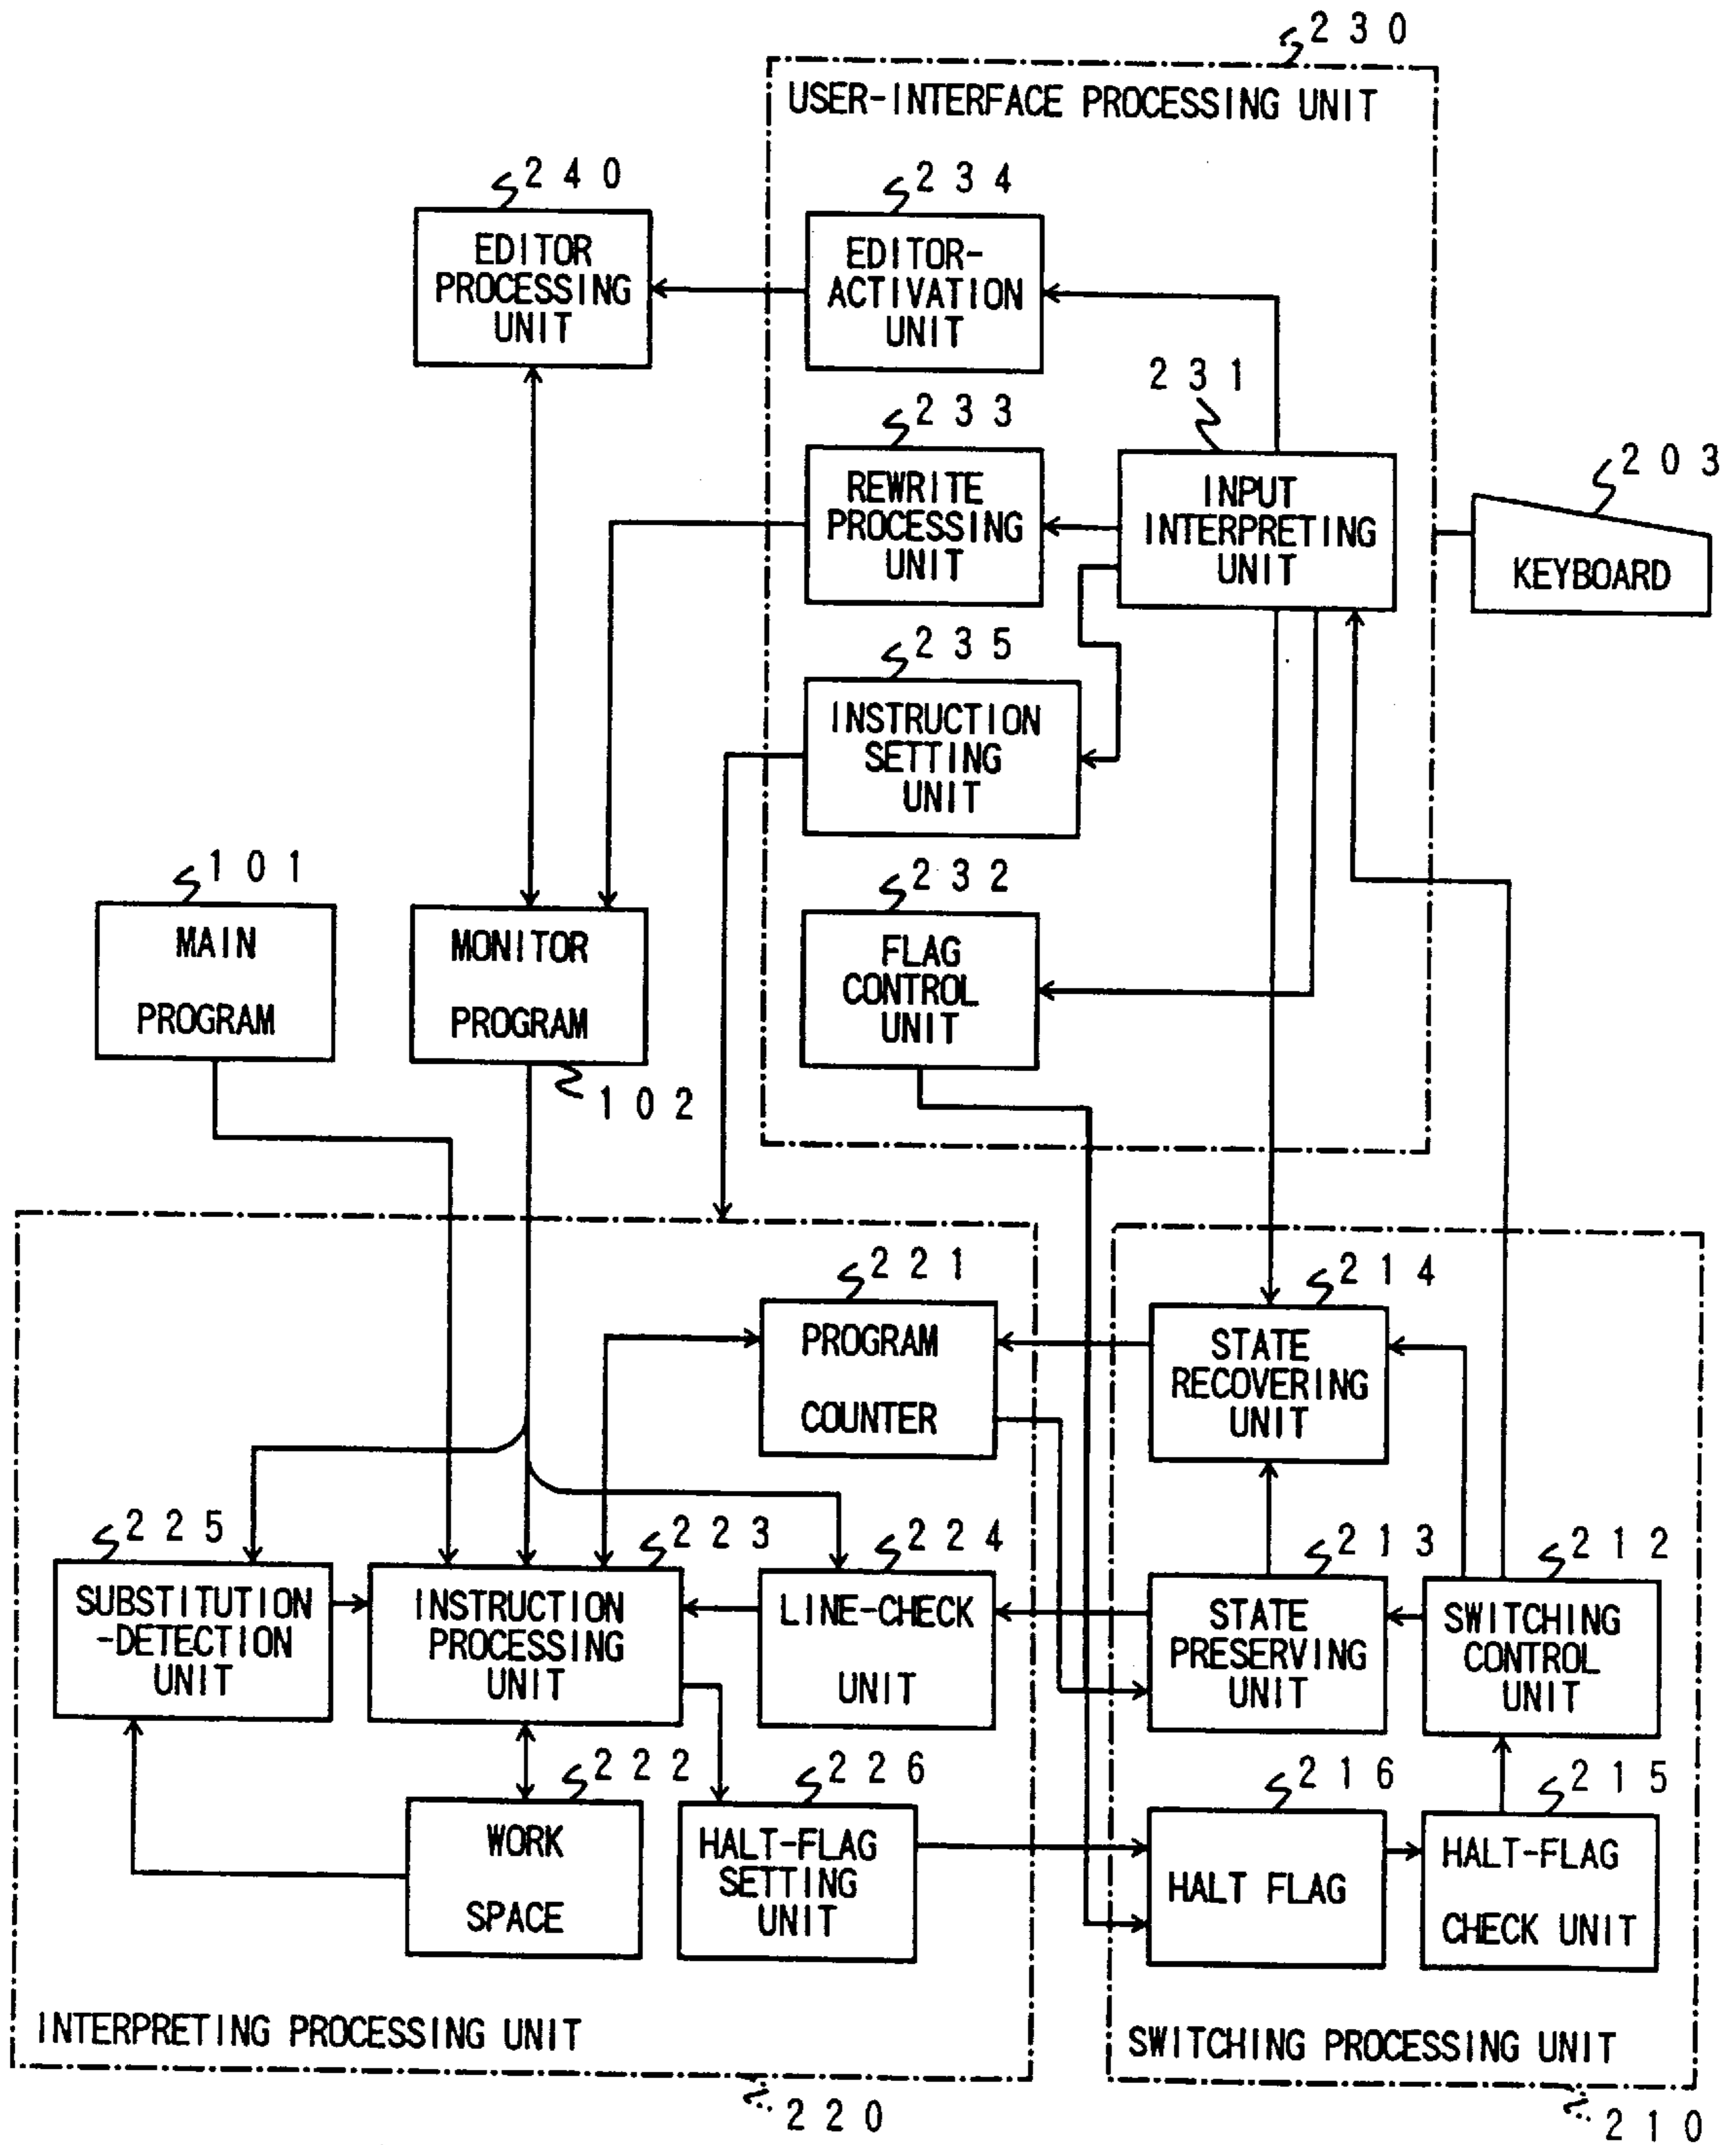 230
USER-INTERFACE PROCESSING UNIT
240
EDITOR
PROCESSING
UNIT
234
EDITOR-
ACTIVATION
UNIT
231
INPUT
INTERPRETING
UNIT
233
REWRITE
PROCESSING
UNIT
203
KEYBOARD
235
INSTRUCTION
SETTING
UNIT
101
MAIN
PROGRAM
MONITOR
PROGRAM
102
232
FLAG
CONTROL
UNIT
221
PROGRAM
COUNTER
214
STATE
RECOVERING
UNIT
225
SUBSTITUTION
-DETECTION
UNIT
223
INSTRUCTION
PROCESSING
UNIT
224
LINE-CHECK
UNIT
213
STATE
PRESERVING
UNIT
212
SWITCHING
CONTROL
UNIT
222
WORK
SPACE
226
HALT-FLAG
SETTING
UNIT
216
HALT FLAG
215
HALT-FLAG
CHECK UNIT
INTERPRETING PROCESSING UNIT
220
SWITCHING PROCESSING UNIT
210